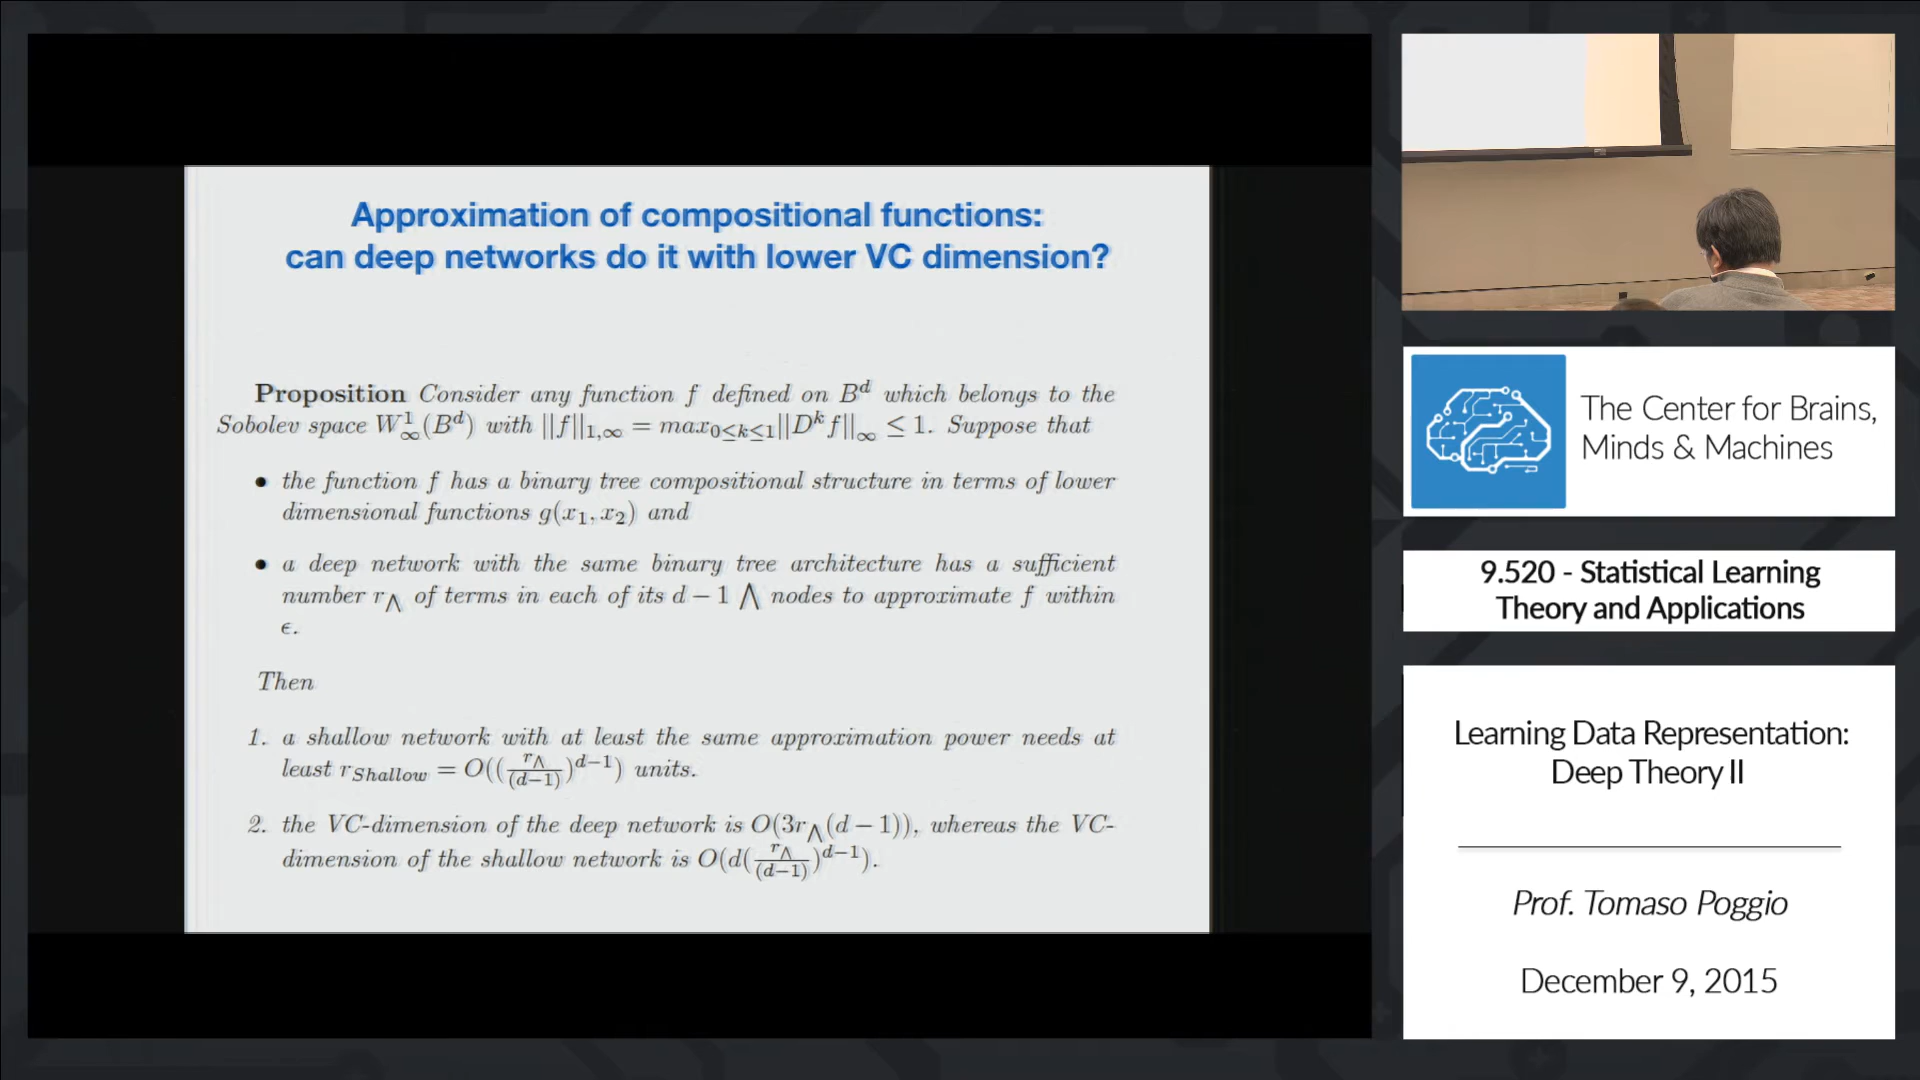 Approximation of compositional functions:
can deep networks do it with lower VC dimension?
Proposition Consider any function f defined on B^d which belongs to the
Sobolev space W^1_∞(B^d) with ||f||_{1,∞} = max_{0≤k≤1}||D^k f||_∞ ≤ 1. Suppose that
• the function f has a binary tree compositional structure in terms of lower
dimensional functions g(x_1, x_2) and
• a deep network with the same binary tree architecture has a sufficient
number r_⋀ of terms in each of its d − 1 ⋀ nodes to approximate f within
ϵ.
Then
1. a shallow network with at least the same approximation power needs at
least r_{Shallow} = O((\frac{r_⋀}{(d−1)})^{d−1}) units.
2. the VC-dimension of the deep network is O(3r_⋀(d − 1)), whereas the VC-
dimension of the shallow network is O(d(\frac{r_⋀}{(d−1)})^{d−1}).
The Center for Brains,
Minds & Machines
9.520 - Statistical Learning
Theory and Applications
Learning Data Representation:
Deep Theory II
Prof. Tomaso Poggio
December 9, 2015